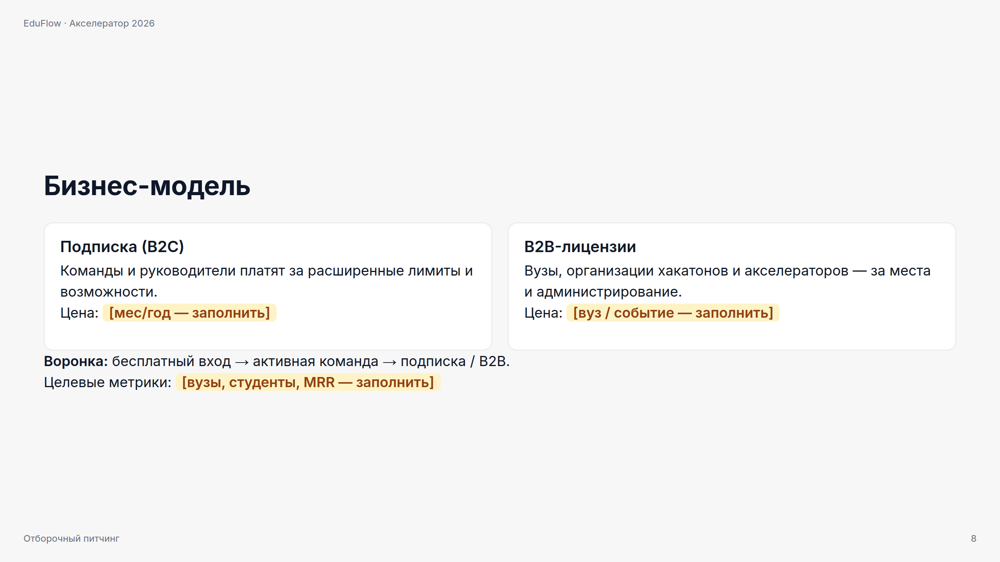 EduFlow · Акселератор 2026
Бизнес-модель
Подписка (B2C)
Команды и руководители платят за расширенные лимиты и
возможности.
Цена: [мес/год — заполнить]
B2B-лицензии
Вузы, организации хакатонов и акселераторов — за места
и администрирование.
Цена: [вуз / событие — заполнить]
Воронка: бесплатный вход → активная команда → подписка / B2B.
Целевые метрики: [вузы, студенты, MRR — заполнить]
Отборочный питчинг
8